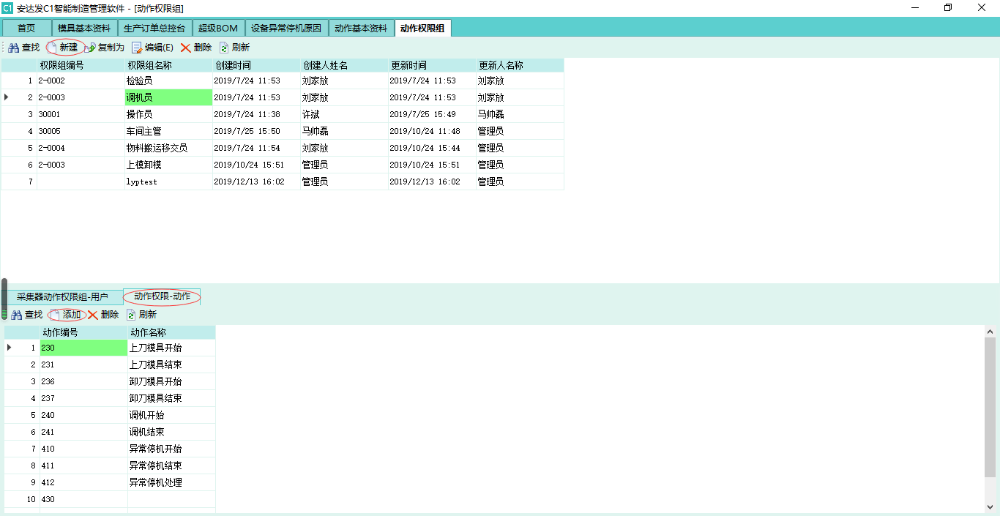 C1 安达发C1智能制造管理软件 - [动作权限组]
首页 模具基本资料 生产订单总控台 超级BOM 设备异常停机原因 动作基本资料 动作权限组
查找 新建 复制为 编辑(E) 删除 刷新
权限组编号 权限组名称 创建时间 创建人姓名 更新时间 更新人名称
1 2-0002 检验员 2019/7/24 11:53 刘家放 2019/7/24 11:53 刘家放
2 2-0003 调机员 2019/7/24 11:53 刘家放 2019/7/24 11:53 刘家放
3 30001 操作员 2019/7/24 11:38 许斌 2019/7/25 15:49 马帅磊
4 30005 车间主管 2019/7/25 15:50 马帅磊 2019/10/24 11:48 管理员
5 2-0004 物料搬运移交员 2019/7/24 11:54 刘家放 2019/10/24 15:44 管理员
6 2-0003 上模卸模 2019/10/24 15:51 管理员 2019/10/24 15:51 管理员
7 lyptest 2019/12/13 16:02 管理员 2019/12/13 16:02 管理员
采集器动作权限组-用户 动作权限-动作
查找 添加 删除 刷新
动作编号 动作名称
1 230 上刀模具开始
2 231 上刀模具结束
3 236 卸刀模具开始
4 237 卸刀模具结束
5 240 调机开始
6 241 调机结束
7 410 异常停机开始
8 411 异常停机结束
9 412 异常停机处理
10 430